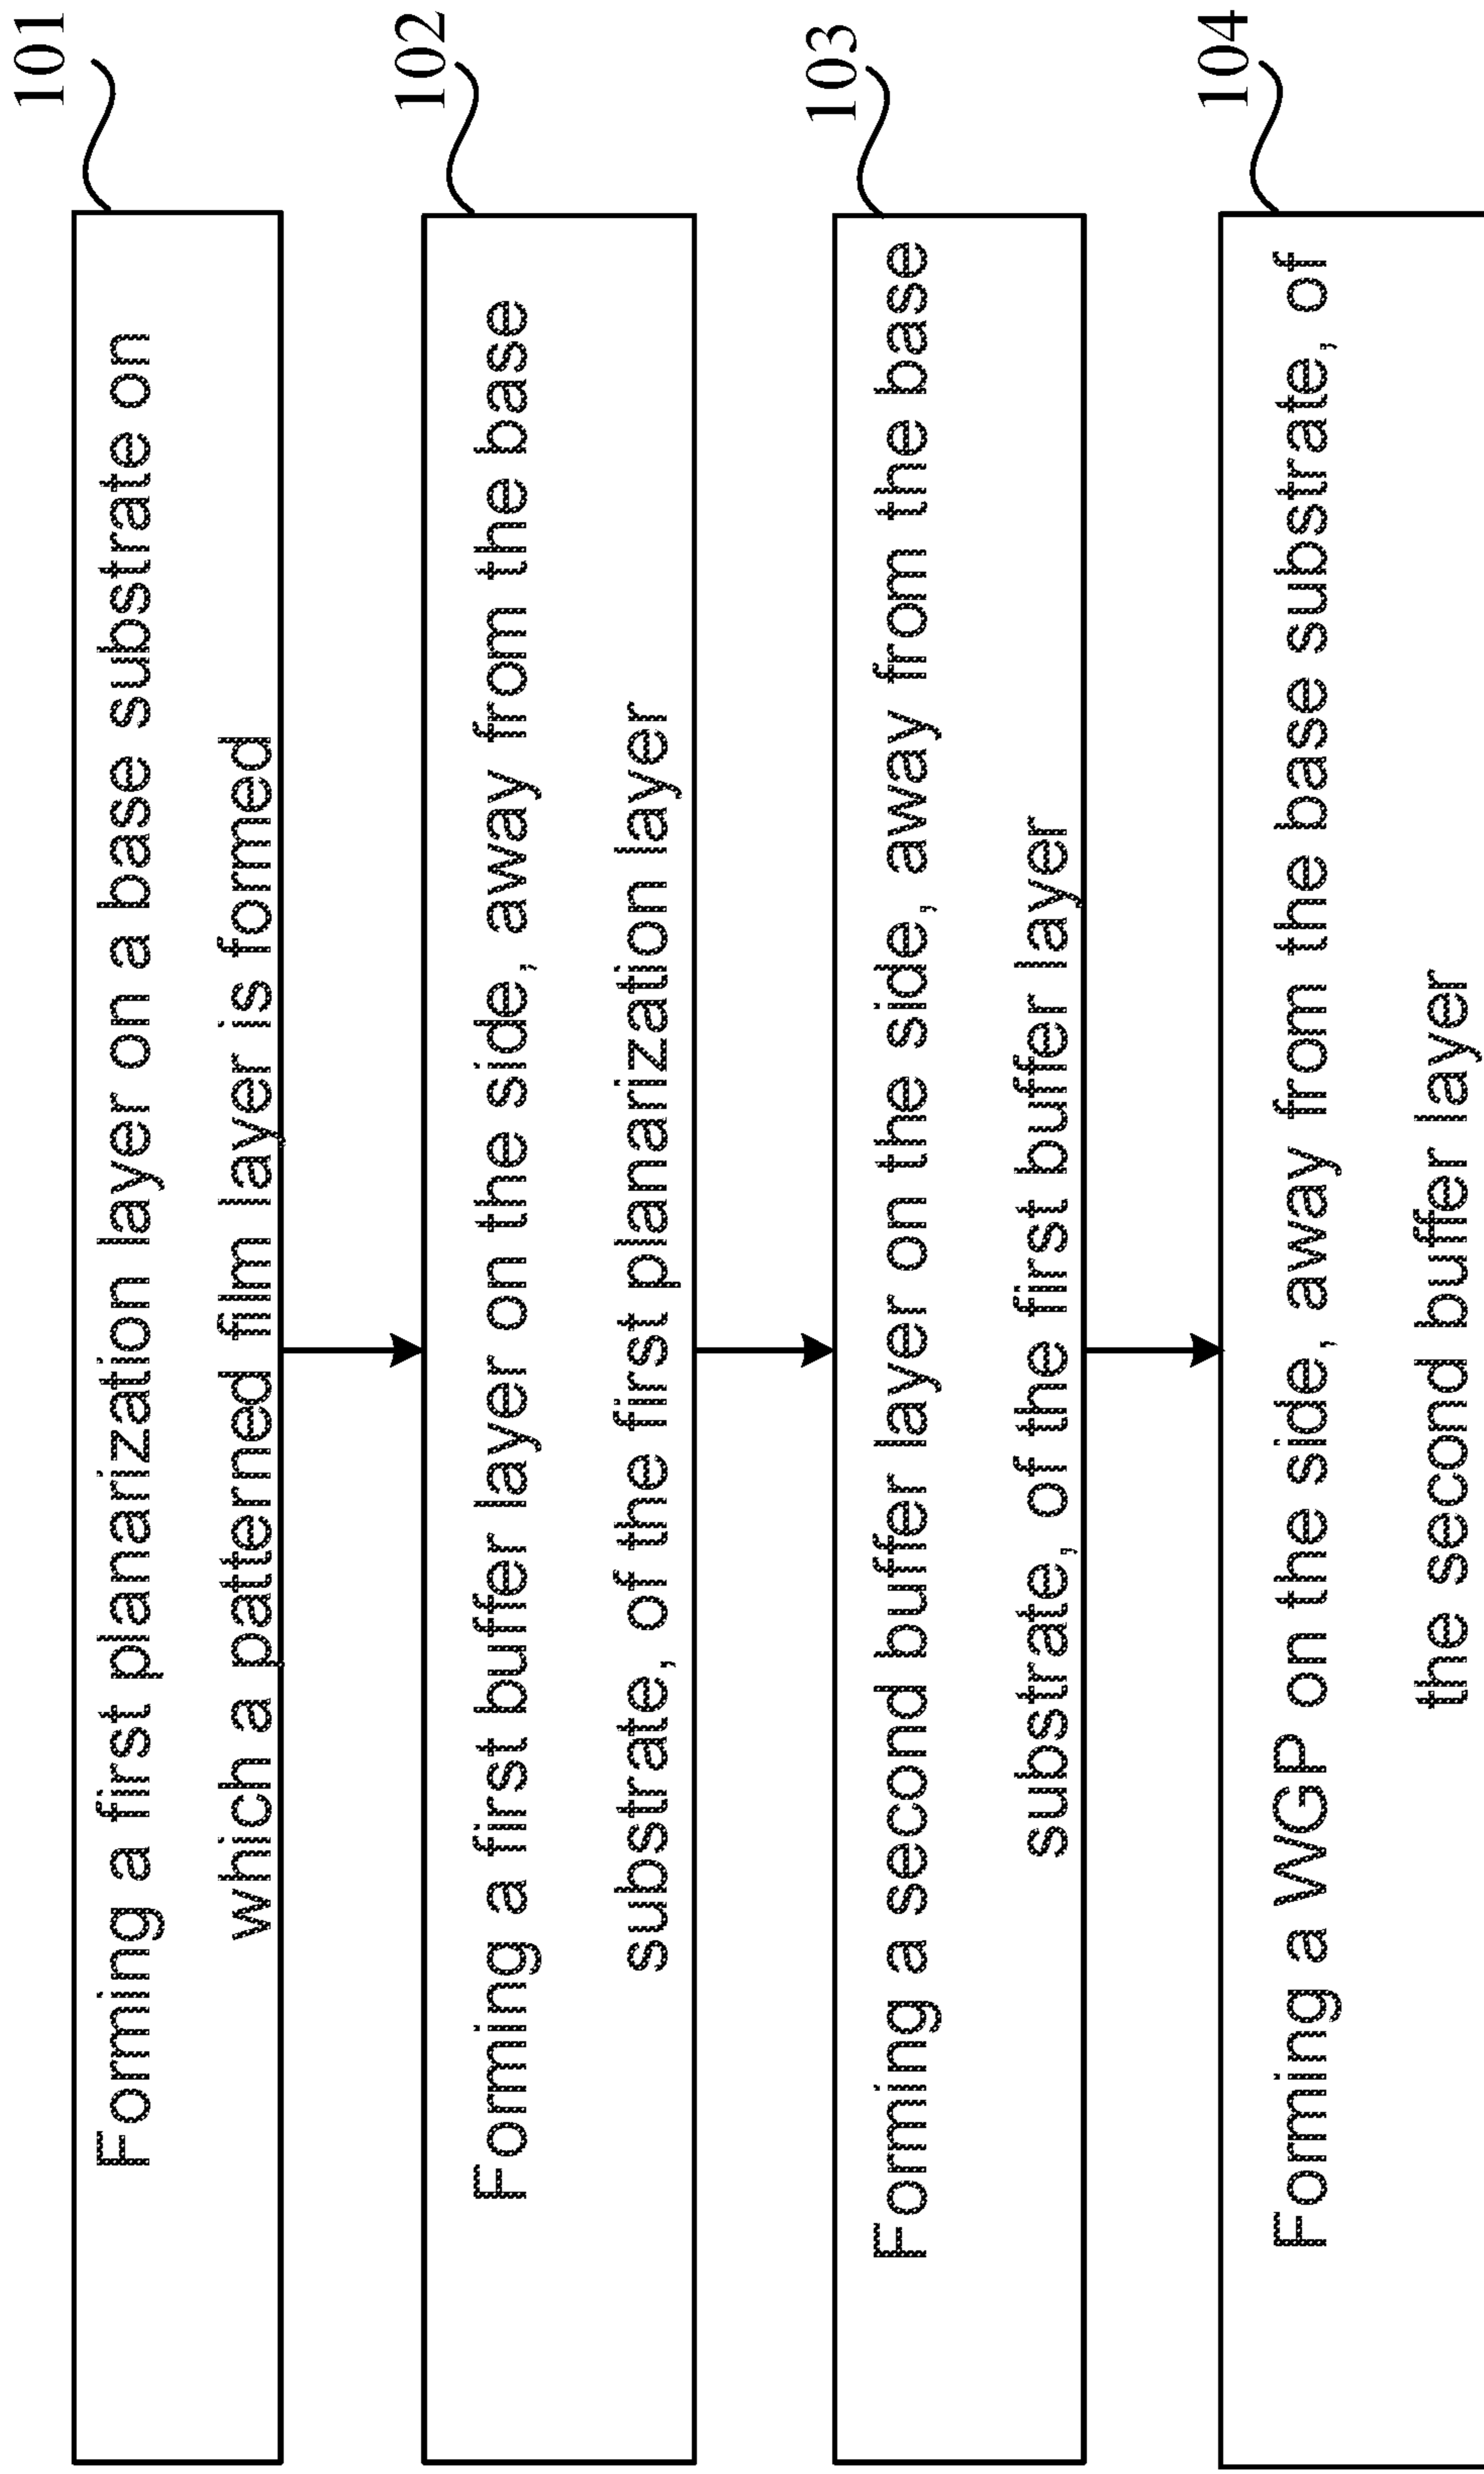 101
Forming a first planarization layer on a base substrate on
which a patterned film layer is formed
102
Forming a first buffer layer on the side, away from the base
substrate, of the first planarization layer
103
Forming a second buffer layer on the side, away from the base
substrate, of the first buffer layer
104
Forming a WGP on the side, away from the base substrate, of
the second buffer layer